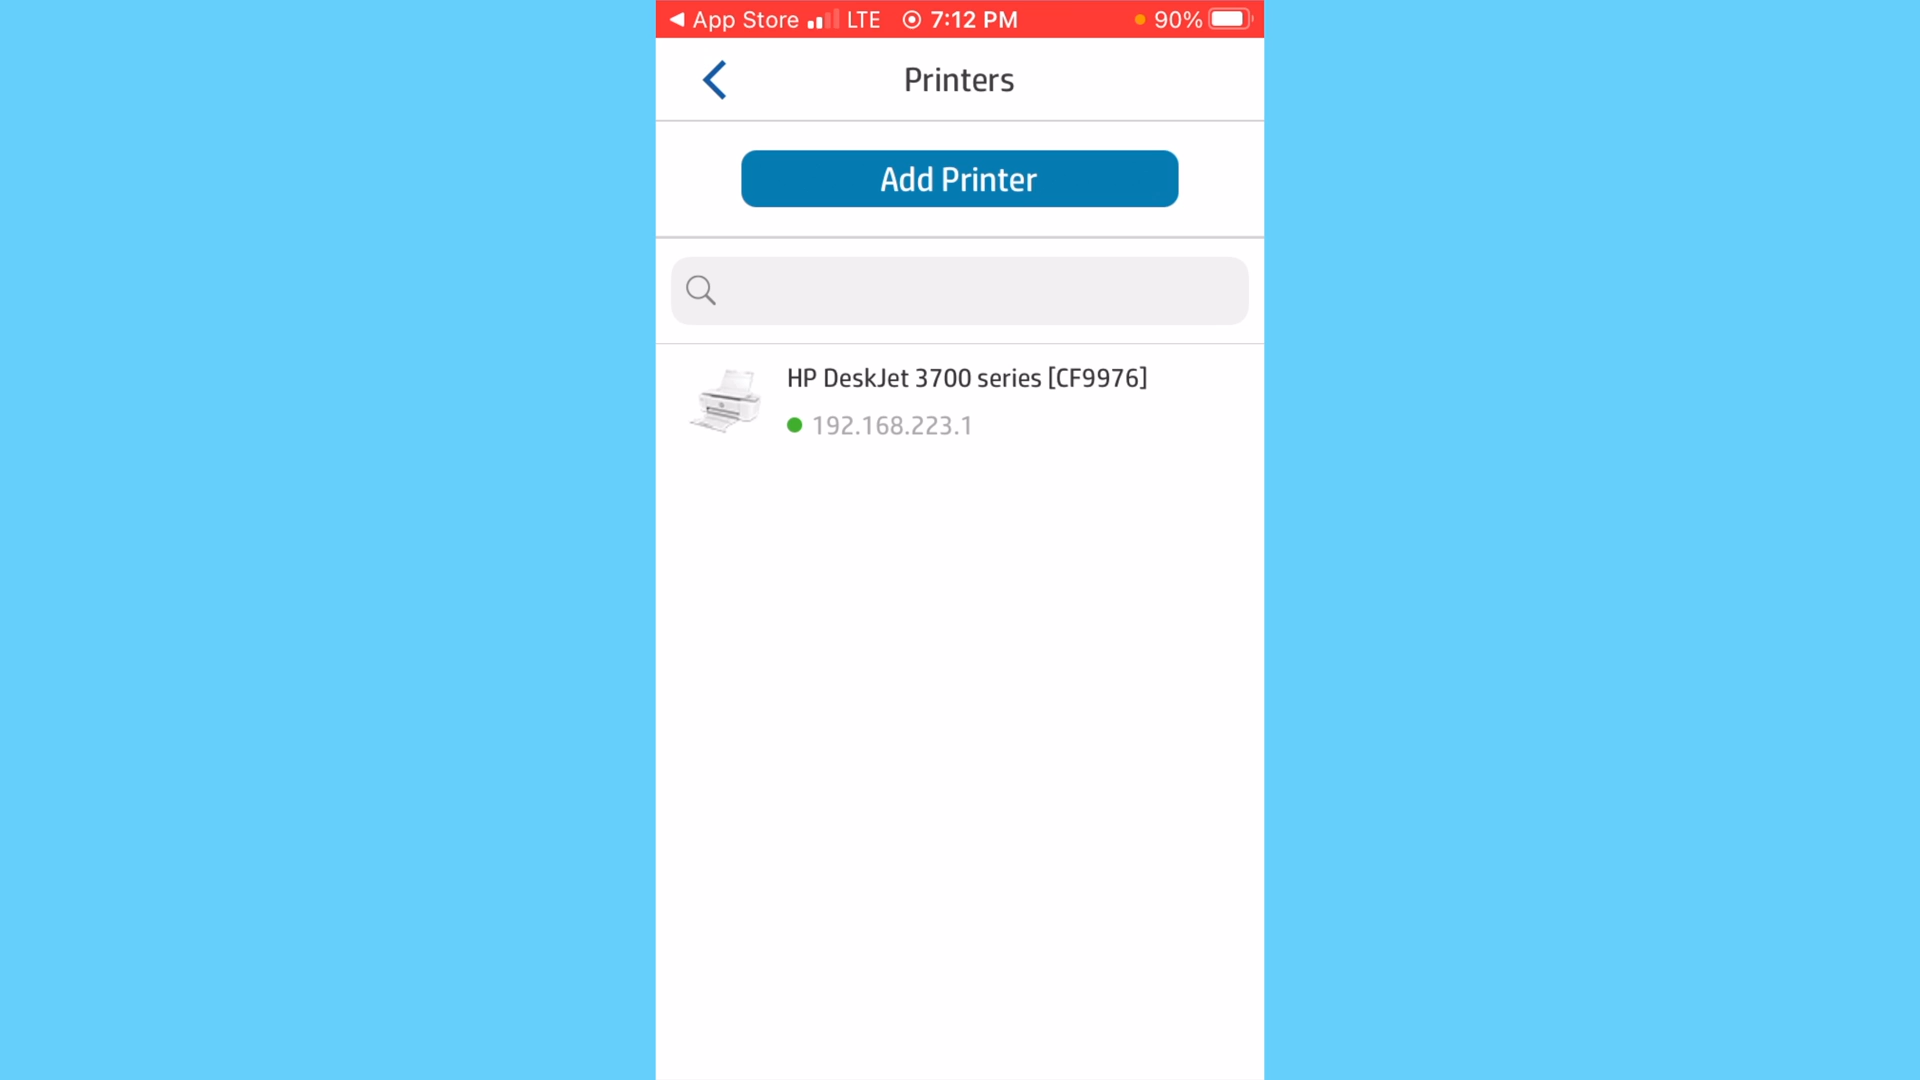 App Store LTE 7:12 PM 90%
Printers
Add Printer
HP DeskJet 3700 series [CF9976]
192.168.223.1